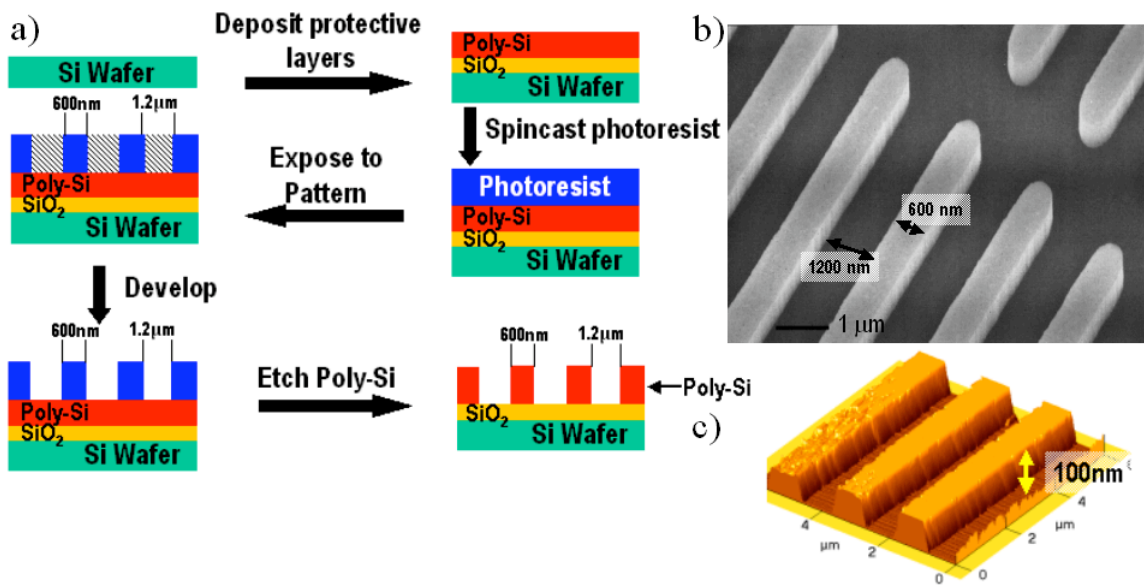 a)
Si Wafer
Deposit protective
layers
Poly-Si
SiO2
Si Wafer
Spincast photoresist
Photoresist
Poly-Si
SiO2
Si Wafer
Expose to
Pattern
600nm
1.2μm
Poly-Si
SiO2
Si Wafer
Develop
600nm
1.2μm
Poly-Si
SiO2
Si Wafer
Etch Poly-Si
600nm
1.2μm
Poly-Si
SiO2
Si Wafer
b)
600 nm
1200 nm
1 μm
c)
100nm
4
μm
2
0
0
2
μm
4
6